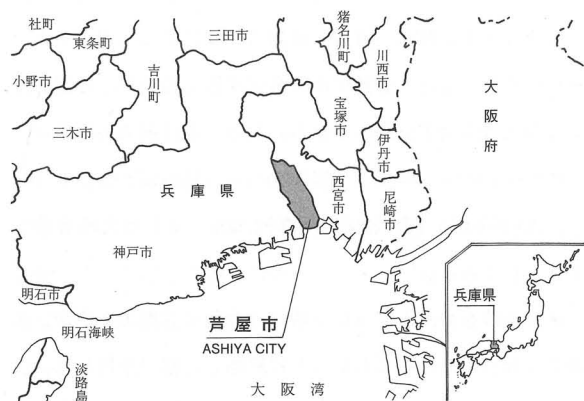 社町
東条町
三田市
猪名川町
川西市
小野市
吉川町
大阪府
宝塚市
三木市
伊丹市
兵庫県
西宮市
尼崎市
神戸市
明石市
兵庫県
明石海峡
芦屋市
ASHIYA CITY
淡路島
大阪湾